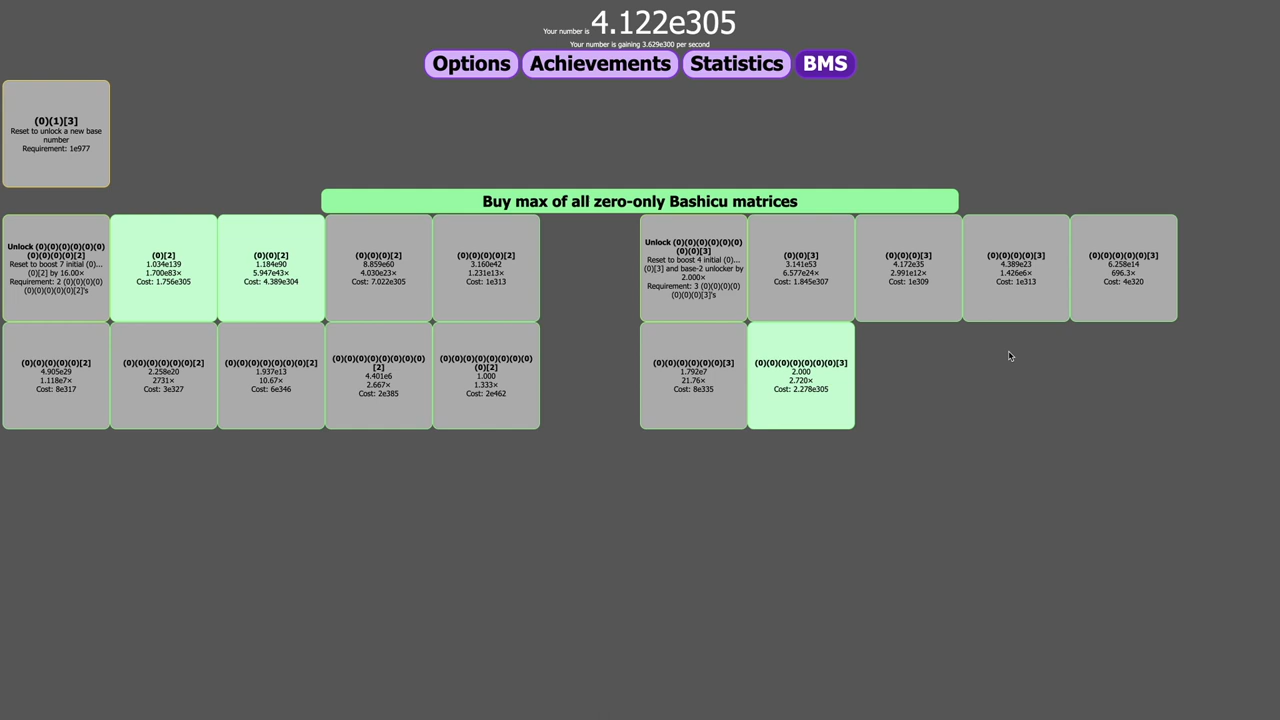 Your number is 4.122e305
Your number is gaining 3.629e300 per second
Options Achievements Statistics BMS
(0)(1)[3]
Reset to unlock a new base
number
Requirement: 1e977
Buy max of all zero-only Bashicu matrices
Unlock (0)(0)(0)(0)(0)(0)
(0)(0)(0)(0)[2]
Reset to boost 7 initial (0)...
(0)[2] by 16.00×
Requirement: 2 (0)(0)(0)(0)
(0)(0)(0)(0)(0)[2]'s
(0)[2]
1.034e139
1.700e83×
Cost: 1.756e305
(0)(0)[2]
1.184e90
5.947e43×
Cost: 4.389e304
(0)(0)(0)[2]
8.859e60
4.030e23×
Cost: 7.022e305
(0)(0)(0)(0)[2]
3.160e42
1.231e13×
Cost: 1e313
Unlock (0)(0)(0)(0)(0)(0)
(0)(0)[3]
Reset to boost 4 initial (0)...
(0)[3] and base-2 unlocker by
2.000×
Requirement: 3 (0)(0)(0)(0)
(0)(0)(0)[3]'s
(0)(0)[3]
3.141e53
6.577e24×
Cost: 1.845e307
(0)(0)(0)[3]
4.172e35
2.991e12×
Cost: 1e309
(0)(0)(0)(0)[3]
4.389e23
1.426e6×
Cost: 1e313
(0)(0)(0)(0)(0)[3]
6.258e14
696.3×
Cost: 4e320
(0)(0)(0)(0)(0)[2]
4.905e29
1.118e7×
Cost: 8e317
(0)(0)(0)(0)(0)(0)[2]
2.258e20
2731×
Cost: 3e327
(0)(0)(0)(0)(0)(0)(0)[2]
1.937e13
10.67×
Cost: 6e346
(0)(0)(0)(0)(0)(0)(0)(0)
[2]
4.401e6
2.667×
Cost: 2e385
(0)(0)(0)(0)(0)(0)(0)(0)
(0)[2]
1.000
1.333×
Cost: 2e462
(0)(0)(0)(0)(0)(0)[3]
1.792e7
21.76×
Cost: 8e335
(0)(0)(0)(0)(0)(0)(0)[3]
2.000
2.720×
Cost: 2.278e305